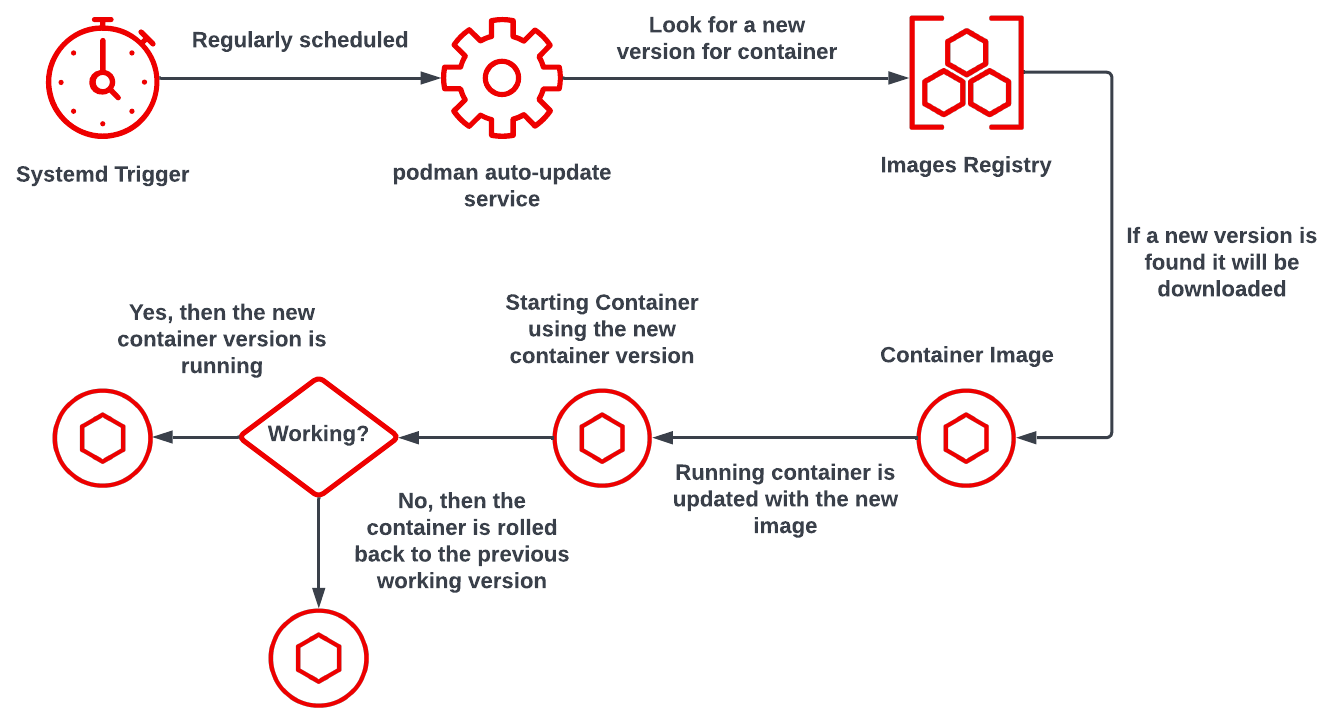 Regularly scheduled
Look for a new
version for container
Systemd Trigger
podman auto-update
service
Images Registry
If a new version is
found it will be
downloaded
Container Image
Starting Container
using the new
container version
Yes, then the new
container version is
running
Working?
Running container is
updated with the new
image
No, then the
container is rolled
back to the previous
working version